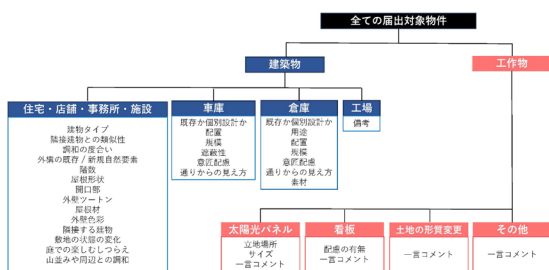 全ての届出対象物件
建築物
工作物
住宅・店舗・事務所・施設
建物タイプ
隣接建物との類似性
調和の度合い
外構の既存/新規自然要素
階数
屋根形状
開口部
外壁ツートン
屋根材
外壁色彩
隣接する建物
敷地の状態の変化
庭での楽しむしつらえ
山並みや周辺との調和
車庫
既存か個別設計か
配置
規模
遮蔽性
意匠配慮
通りからの見え方
倉庫
既存か個別設計か
用途
配置
規模
意匠配慮
通りからの見え方
素材
工場
備考
太陽光パネル
立地場所
サイズ
一言コメント
看板
配慮の有無
一言コメント
土地の形質変更
一言コメント
その他
一言コメント